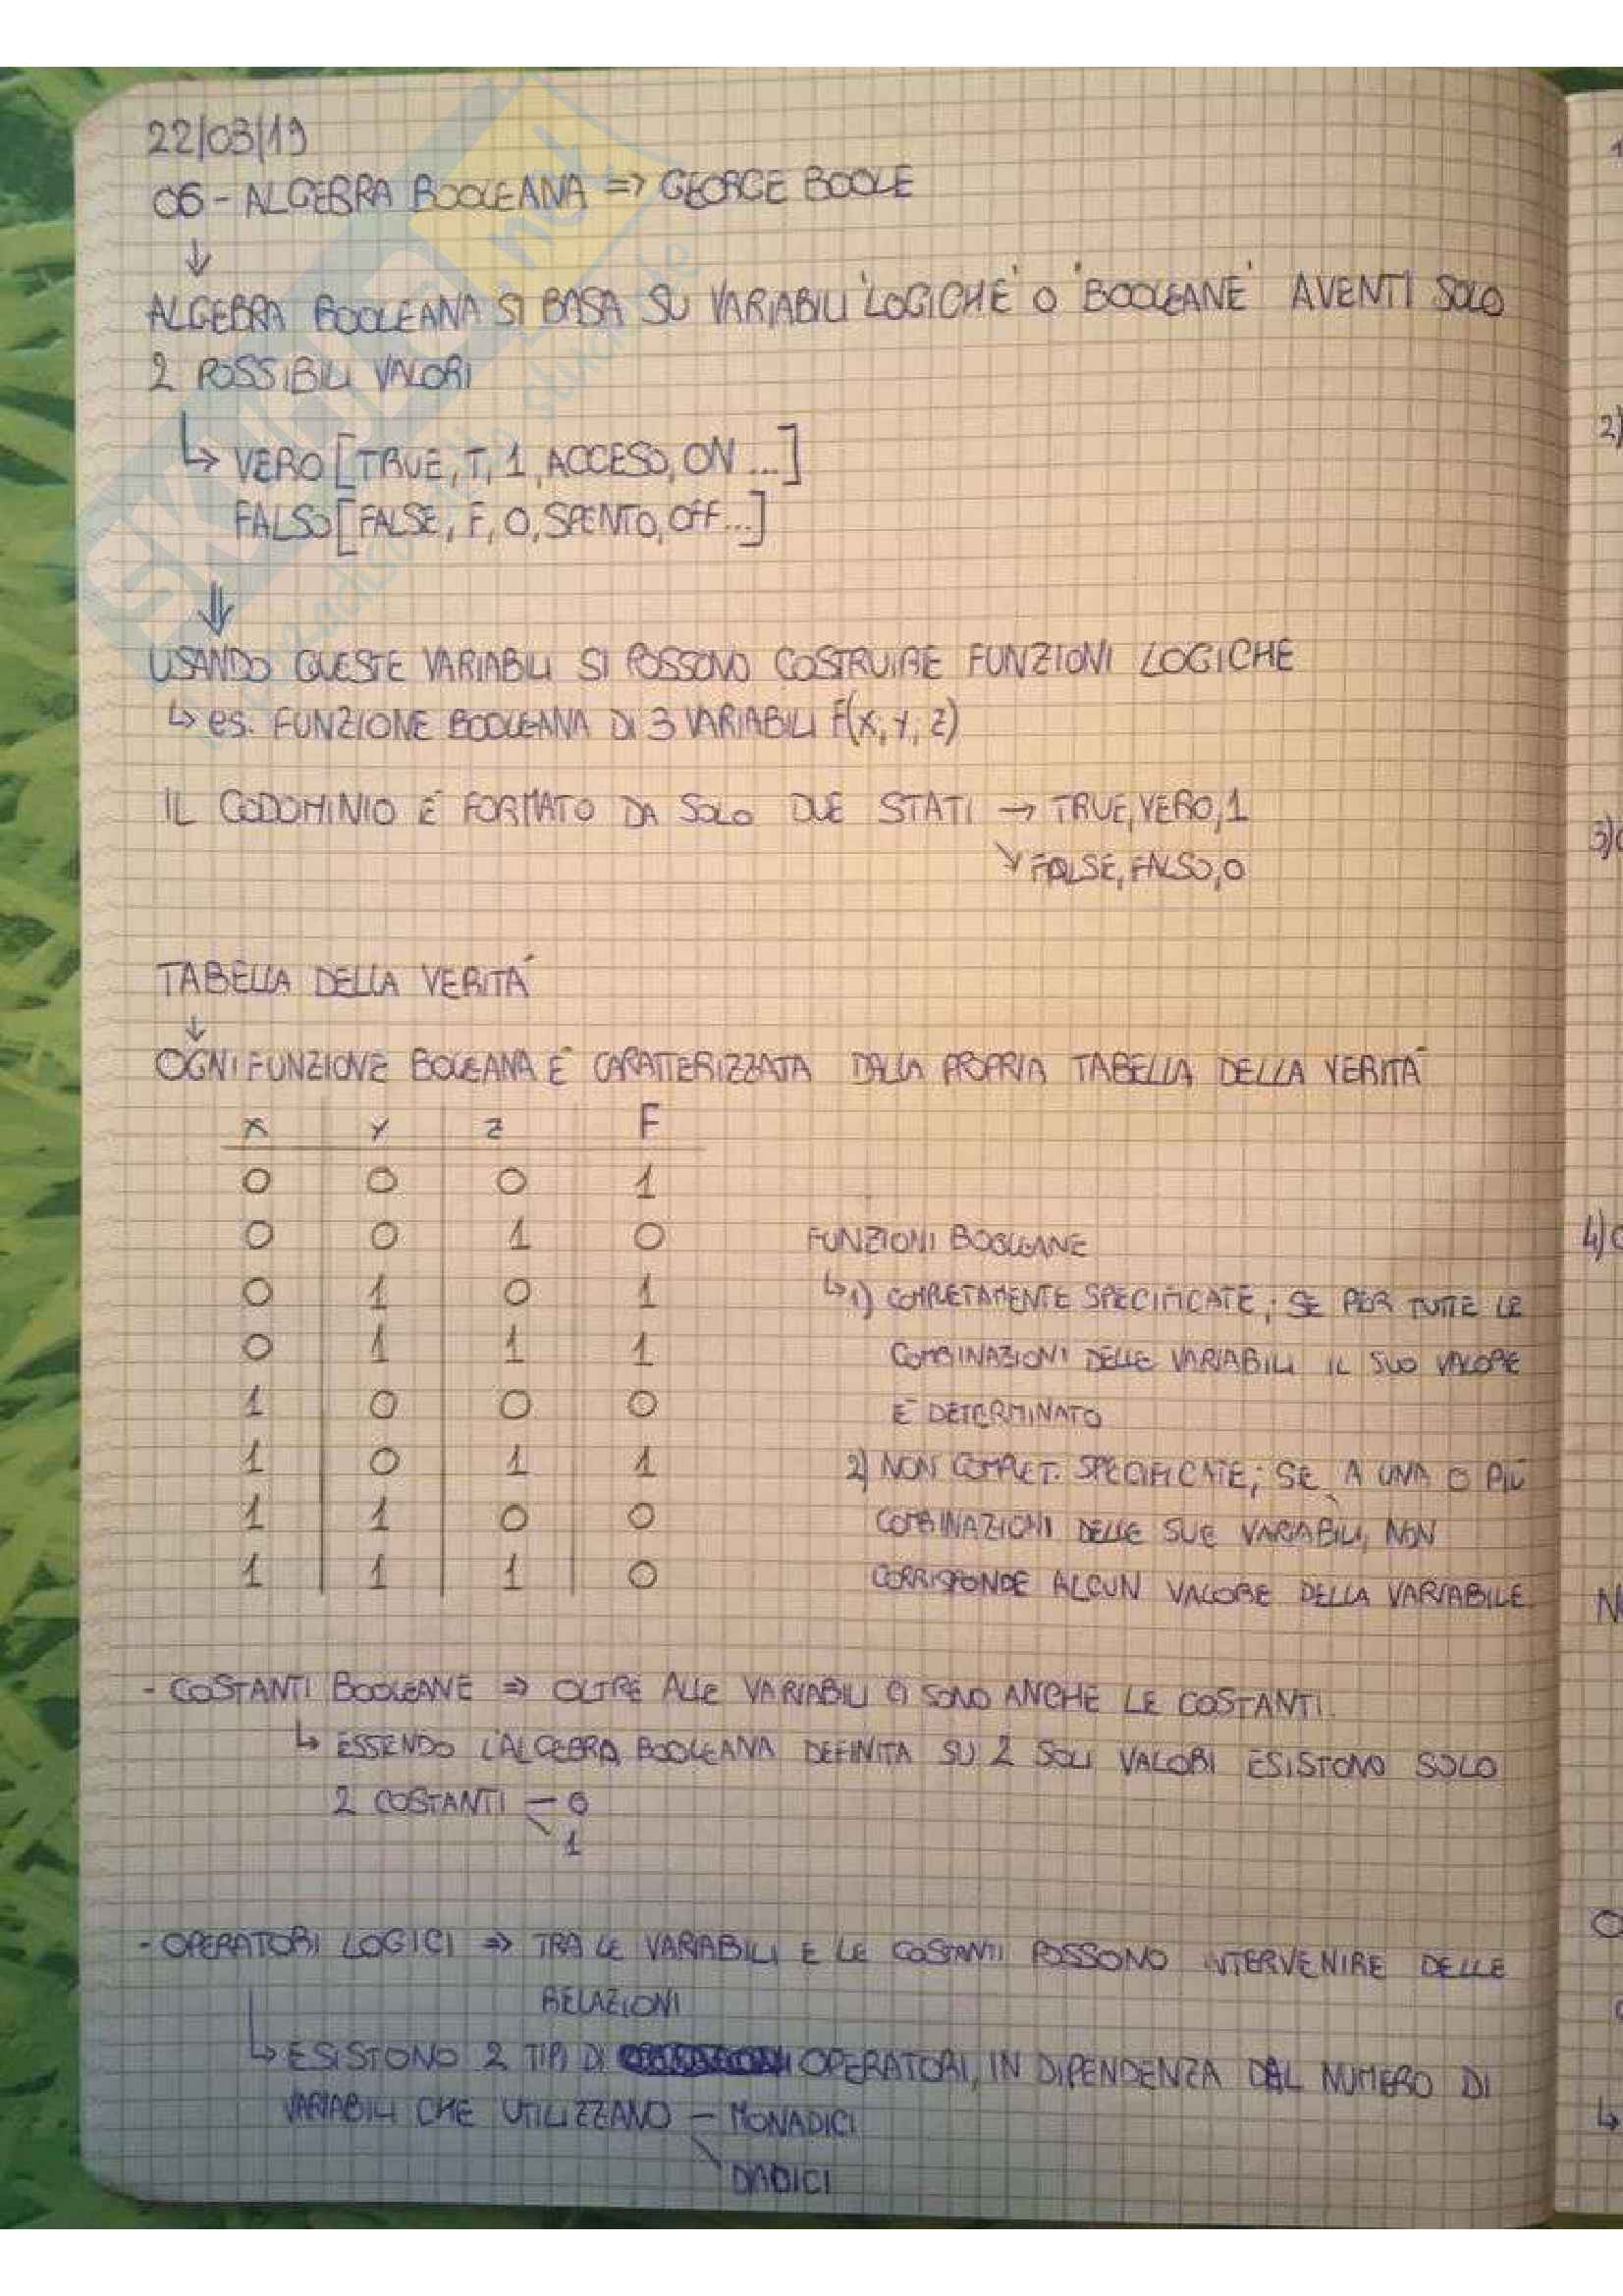 22/03/19
06 - ALGEBRA BOOLEANA => GEORGE BOOLE
↓
ALGEBRA BOOLEANA SI BASA SU VARIABILI "LOGICHE" O "BOOLEANE" AVENTI SOLO
2 POSSIBILI VALORI
↳ VERO [TRUE, T, 1, ACCESO, ON ...]
FALSO [FALSE, F, 0, SPENTO, OFF...]
⇓
USANDO QUESTE VARIABILI SI POSSONO COSTRUIRE FUNZIONI LOGICHE
↳ es. FUNZIONE BOOLEANA DI 3 VARIABILI F(X, Y, Z)
IL CODOMINIO È FORMATO DA SOLO DUE STATI → TRUE, VERO, 1
↘ FALSE, FALSO, 0
TABELLA DELLA VERITÀ
↓
OGNI FUNZIONE BOLEANA È CARATTERIZZATA DALLA PROPRIA TABELLA DELLA VERITÀ
X Y Z F
0 0 0 1
0 0 1 0
0 1 0 1
0 1 1 1
1 0 0 0
1 0 1 1
1 1 0 0
1 1 1 0
FUNZIONI BOOLEANE
↳ 1) COMPLETAMENTE SPECIFICATE; SE PER TUTTE LE
COMBINAZIONI DELLE VARIABILI IL SUO VALORE
È DETERMINATO
2) NON COMPLET. SPECIFICATE; SE A UNA O PIÙ
COMBINAZIONI DELLE SUE VARIABILI, NON
CORRISPONDE ALCUN VALORE DELLA VARIABILE
- COSTANTI BOOLEANE => OLTRE ALLE VARIABILI CI SONO ANCHE LE COSTANTI.
↳ ESSENDO L'ALGEBRA BOOLEANA DEFINITA SU 2 SOLI VALORI ESISTONO SOLO
2 COSTANTI - 0
1
- OPERATORI LOGICI => TRA LE VARIABILI E LE COSTANTI POSSONO INTERVENIRE DELLE
RELAZIONI
↳ ESISTONO 2 TIPI DI OPERATORI, IN DIPENDENZA DAL NUMERO DI
VARIABILI CHE UTILIZZANO - MONADICI
DIADICI
SKUOLA.net
1
2)
3)
4)